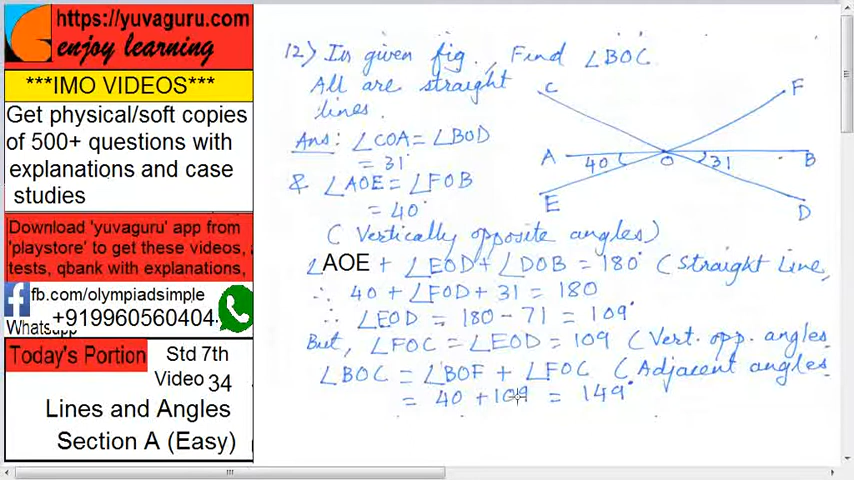 https://yuvaguru.com
enjoy learning
***IMO VIDEOS***
Get physical/soft copies
of 500+ questions with
explanations and case
studies
Download 'yuvaguru' app from
'playstore' to get these videos,
tests, qbank with explanations,
fb.com/olympiadsimple
+919960560404
Whatsapp
Today's Portion
Std 7th
Video 34
Lines and Angles
Section A (Easy)
12) In given fig., Find ∠BOC
All are straight
lines.
Ans: ∠COA = ∠BOD
= 31°
& ∠AOE = ∠FOB
= 40°
(Vertically opposite angles)
∠AOE + ∠EOD + ∠DOB = 180° (Straight Line,
∴ 40 + ∠EOD + 31 = 180
∴ ∠EOD = 180 - 71 = 109°
But, ∠FOC = ∠EOD = 109 (Vert. opp. angles
∠BOC = ∠BOF + ∠FOC (Adjacent angles
= 40 + 109 = 149°
C
F
A
40
O
31
B
E
D